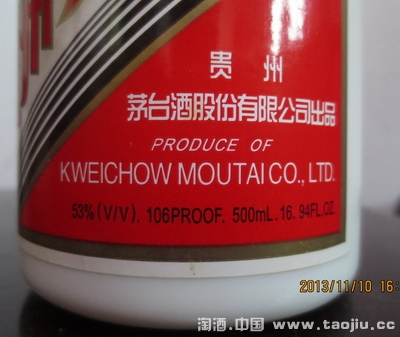 贵 州
茅台酒股份有限公司出品
PRODUCE OF
KWEICHOW MOUTAI CO., LTD.
53% (V/V). 106PROOF. 500mL. 16. 94FL.OZ
2013/11/10 16:
淘酒.中国 www.taojiu.cc